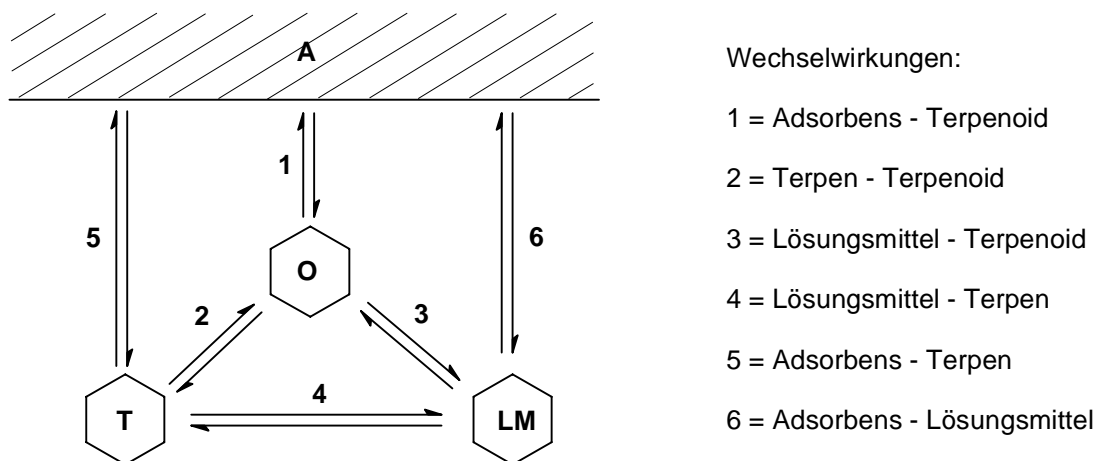 A
Wechselwirkungen:
1 = Adsorbens - Terpenoid
1
2 = Terpen - Terpenoid
5
6
3 = Lösungsmittel - Terpenoid
O
2
3
4 = Lösungsmittel - Terpen
5 = Adsorbens - Terpen
4
T
LM
6 = Adsorbens - Lösungsmittel